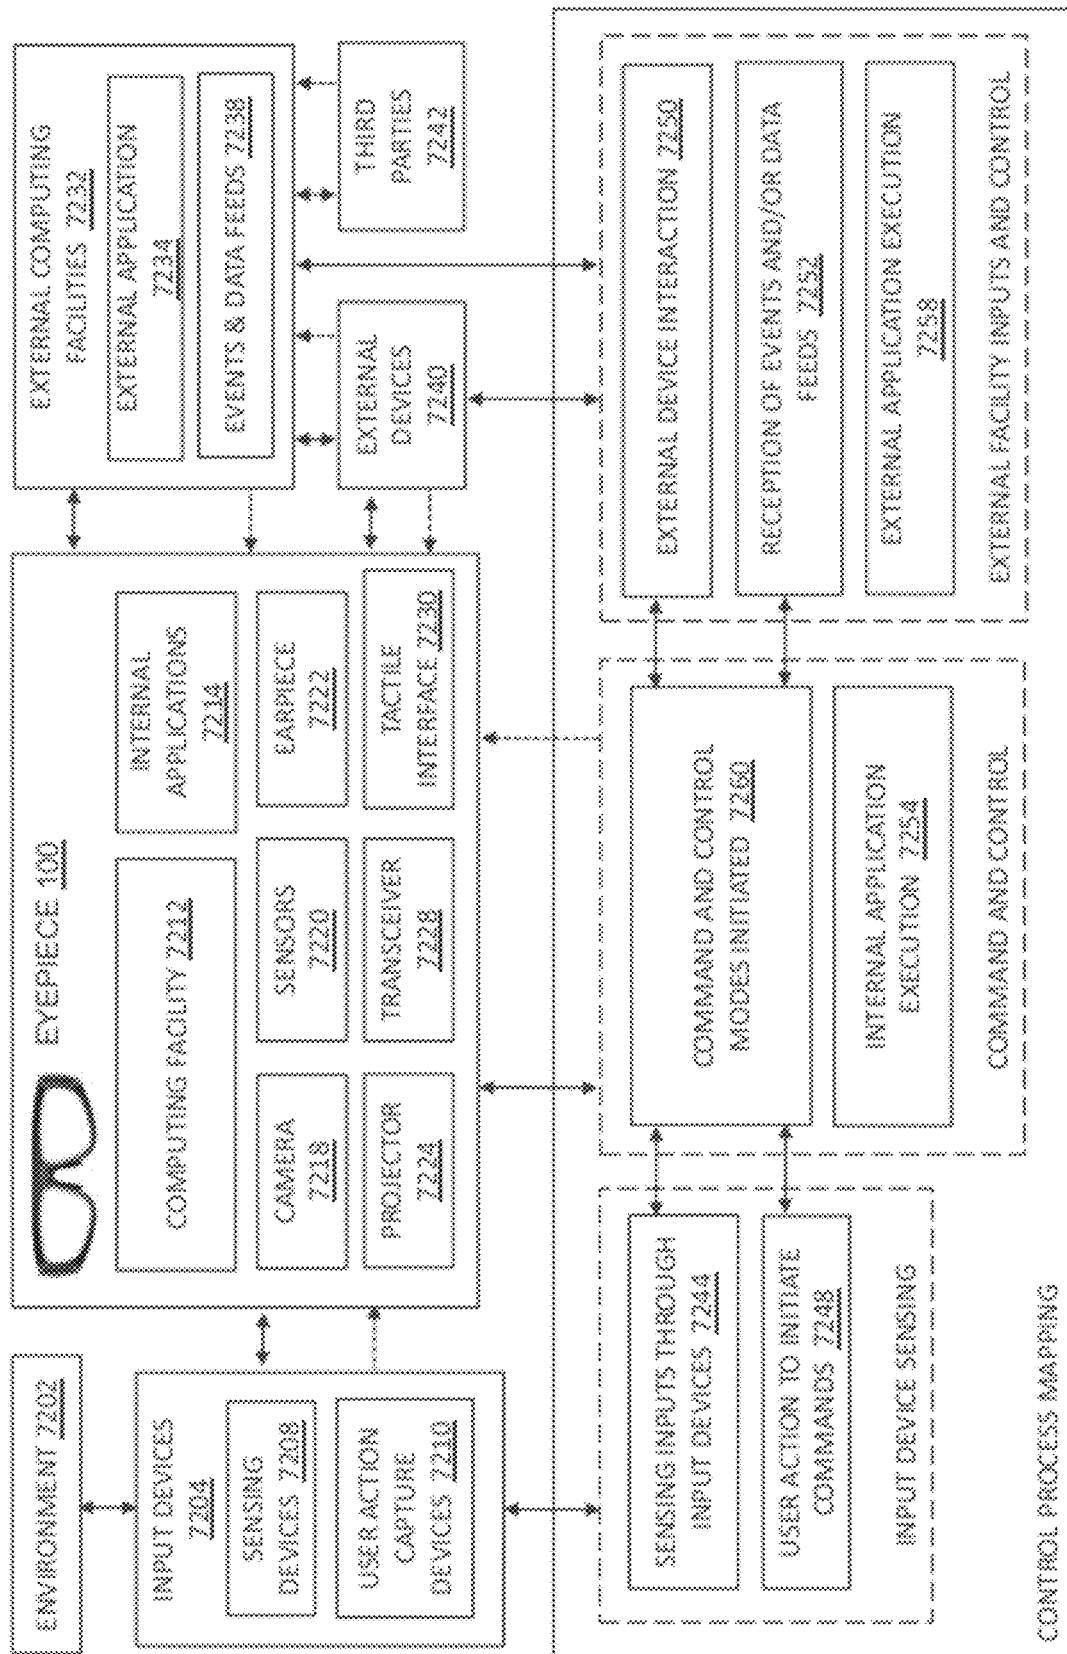 ENVIRONMENT 7202
INPUT DEVICES
7204
SENSING
DEVICES 7208
USER ACTION
CAPTURE
DEVICES 7210
EYEPIECE 100
COMPUTING FACILITY 7212
INTERNAL
APPLICATIONS
7214
CAMERA
7218
SENSORS
7220
EARPIECE
7222
PROJECTOR
7224
TRANSCEIVER
7228
TACTILE
INTERFACE 7230
EXTERNAL COMPUTING
FACILITIES 7232
EXTERNAL APPLICATION
7234
EVENTS & DATA FEEDS 7238
EXTERNAL
DEVICES
7240
THIRD
PARTIES
7242
SENSING INPUTS THROUGH
INPUT DEVICES 7244
USER ACTION TO INITIATE
COMMANDS 7248
INPUT DEVICE SENSING
COMMAND AND CONTROL
MODES INITIATED 7260
INTERNAL APPLICATION
EXECUTION 7254
COMMAND AND CONTROL
EXTERNAL DEVICE INTERACTION 7250
RECEPTION OF EVENTS AND/OR DATA
FEEDS 7252
EXTERNAL APPLICATION EXECUTION
7258
EXTERNAL FACILITY INPUTS AND CONTROL
CONTROL PROCESS MAPPING